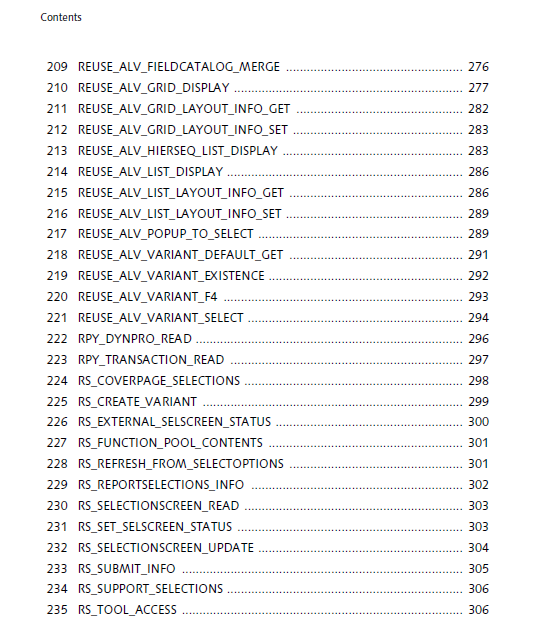 Contents
209 REUSE_ALV_FIELDCATALOG_MERGE ........................................................ 276
210 REUSE_ALV_GRID_DISPLAY ........................................................................ 277
211 REUSE_ALV_GRID_LAYOUT_INFO_GET .................................................... 282
212 REUSE_ALV_GRID_LAYOUT_INFO_SET ...................................................... 283
213 REUSE_ALV_HIERSEQ_LIST_DISPLAY ......................................................... 283
214 REUSE_ALV_LIST_DISPLAY .......................................................................... 286
215 REUSE_ALV_LIST_LAYOUT_INFO_GET ........................................................ 286
216 REUSE_ALV_LIST_LAYOUT_INFO_SET ........................................................ 289
217 REUSE_ALV_POPUP_TO_SELECT .................................................................. 289
218 REUSE_ALV_VARIANT_DEFAULT_GET ........................................................ 291
219 REUSE_ALV_VARIANT_EXISTENCE .............................................................. 292
220 REUSE_ALV_VARIANT_F4 ............................................................................ 293
221 REUSE_ALV_VARIANT_SELECT .................................................................... 294
222 RPY_DYNPRO_READ .................................................................................... 296
223 RPY_TRANSACTION_READ .......................................................................... 297
224 RS_COVERPAGE_SELECTIONS ...................................................................... 298
225 RS_CREATE_VARIANT .................................................................................. 299
226 RS_EXTERNAL_SELSCREEN_STATUS ............................................................ 300
227 RS_FUNCTION_POOL_CONTENTS .............................................................. 301
228 RS_REFRESH_FROM_SELECTOPTIONS ........................................................ 301
229 RS_REPORTSELECTIONS_INFO .................................................................... 302
230 RS_SELECTIONSCREEN_READ ...................................................................... 303
231 RS_SET_SELSCREEN_STATUS ........................................................................ 303
232 RS_SELECTIONSCREEN_UPDATE .................................................................. 304
233 RS_SUBMIT_INFO ........................................................................................ 305
234 RS_SUPPORT_SELECTIONS .......................................................................... 306
235 RS_TOOL_ACCESS ........................................................................................ 306